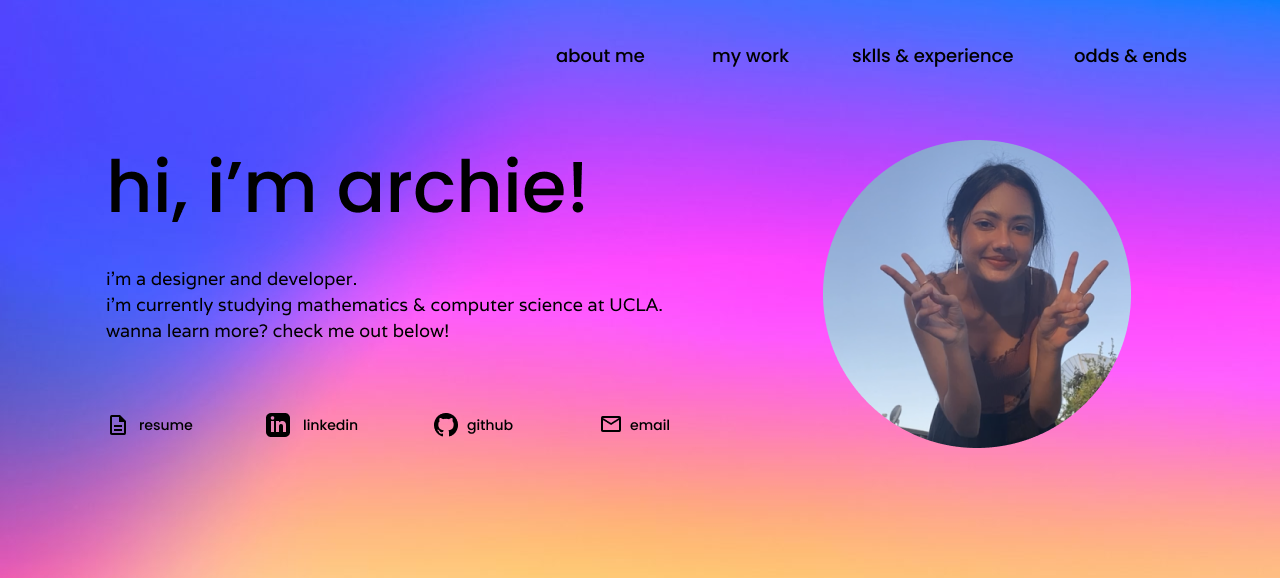 about me my work sklls & experience odds & ends
hi, i’m archie!
i’m a designer and developer.
i’m currently studying mathematics & computer science at UCLA.
wanna learn more? check me out below!
resume in linkedin github email